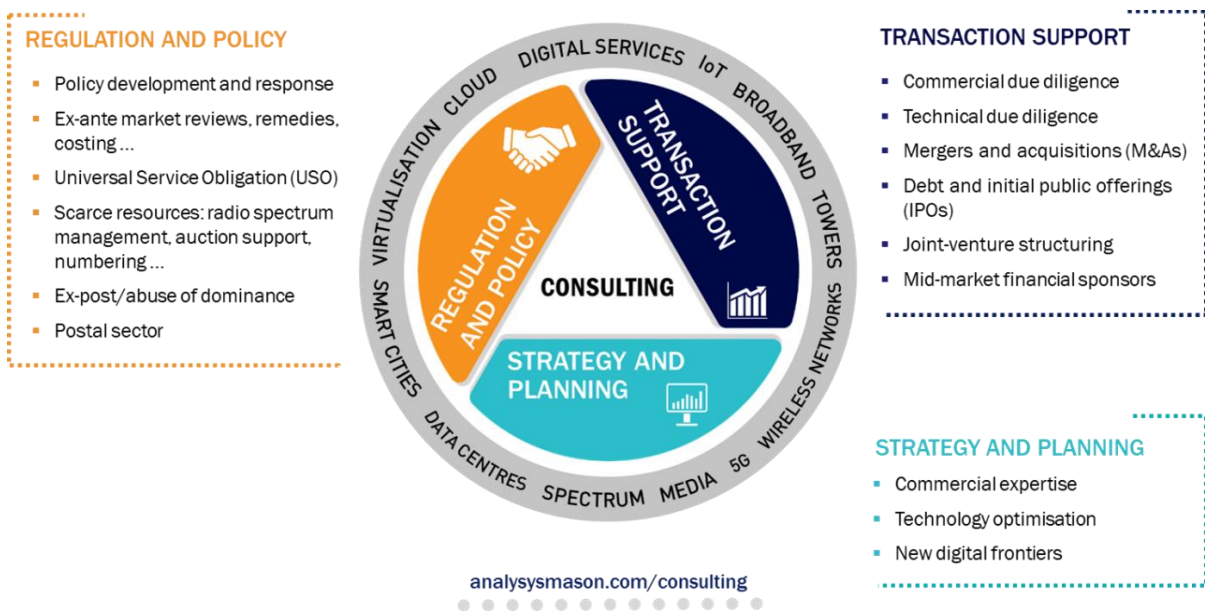 REGULATION AND POLICY
▪ Policy development and response
▪ Ex-ante market reviews, remedies,
costing ...
▪ Universal Service Obligation (USO)
▪ Scarce resources: radio spectrum
management, auction support,
numbering ...
▪ Ex-post/abuse of dominance
▪ Postal sector
VIRTUALISATION
CLOUD
DIGITAL SERVICES
IoT
BROADBAND
TOWERS
WIRELESS NETWORKS
5G
MEDIA
SPECTRUM
DATA CENTRES
SMART CITIES
REGULATION
AND POLICY
TRANSACTION
SUPPORT
CONSULTING
STRATEGY AND
PLANNING
TRANSACTION SUPPORT
▪ Commercial due diligence
▪ Technical due diligence
▪ Mergers and acquisitions (M&As)
▪ Debt and initial public offerings
(IPOs)
▪ Joint-venture structuring
▪ Mid-market financial sponsors
STRATEGY AND PLANNING
▪ Commercial expertise
▪ Technology optimisation
▪ New digital frontiers
analysysmason.com/consulting